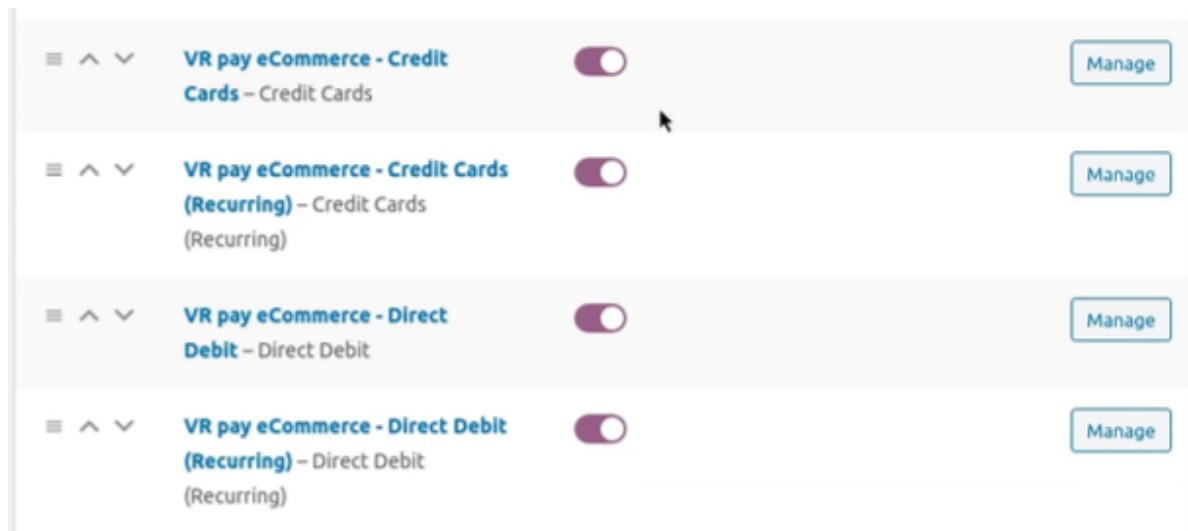 VR pay eCommerce - Credit
Cards – Credit Cards
Manage
VR pay eCommerce - Credit Cards
(Recurring) – Credit Cards
(Recurring)
Manage
VR pay eCommerce - Direct
Debit – Direct Debit
Manage
VR pay eCommerce - Direct Debit
(Recurring) – Direct Debit
(Recurring)
Manage